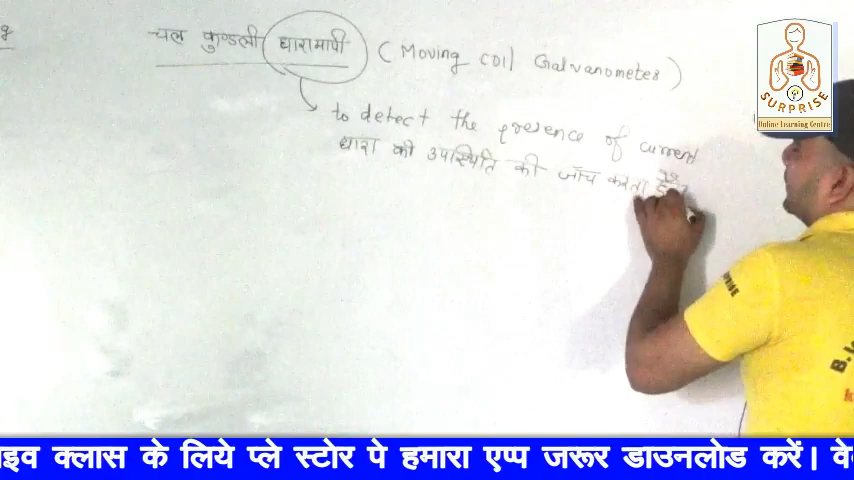 चल कुण्डली धारामापी (Moving coil Galvanometer)
to detect the presence of current
धारा की उपस्थिति की जाँच करता है
SURPRISE
Online Learning Centre
B.
इव क्लास के लिये प्ले स्टोर पे हमारा एप्प जरूर डाउनलोड करें। वे